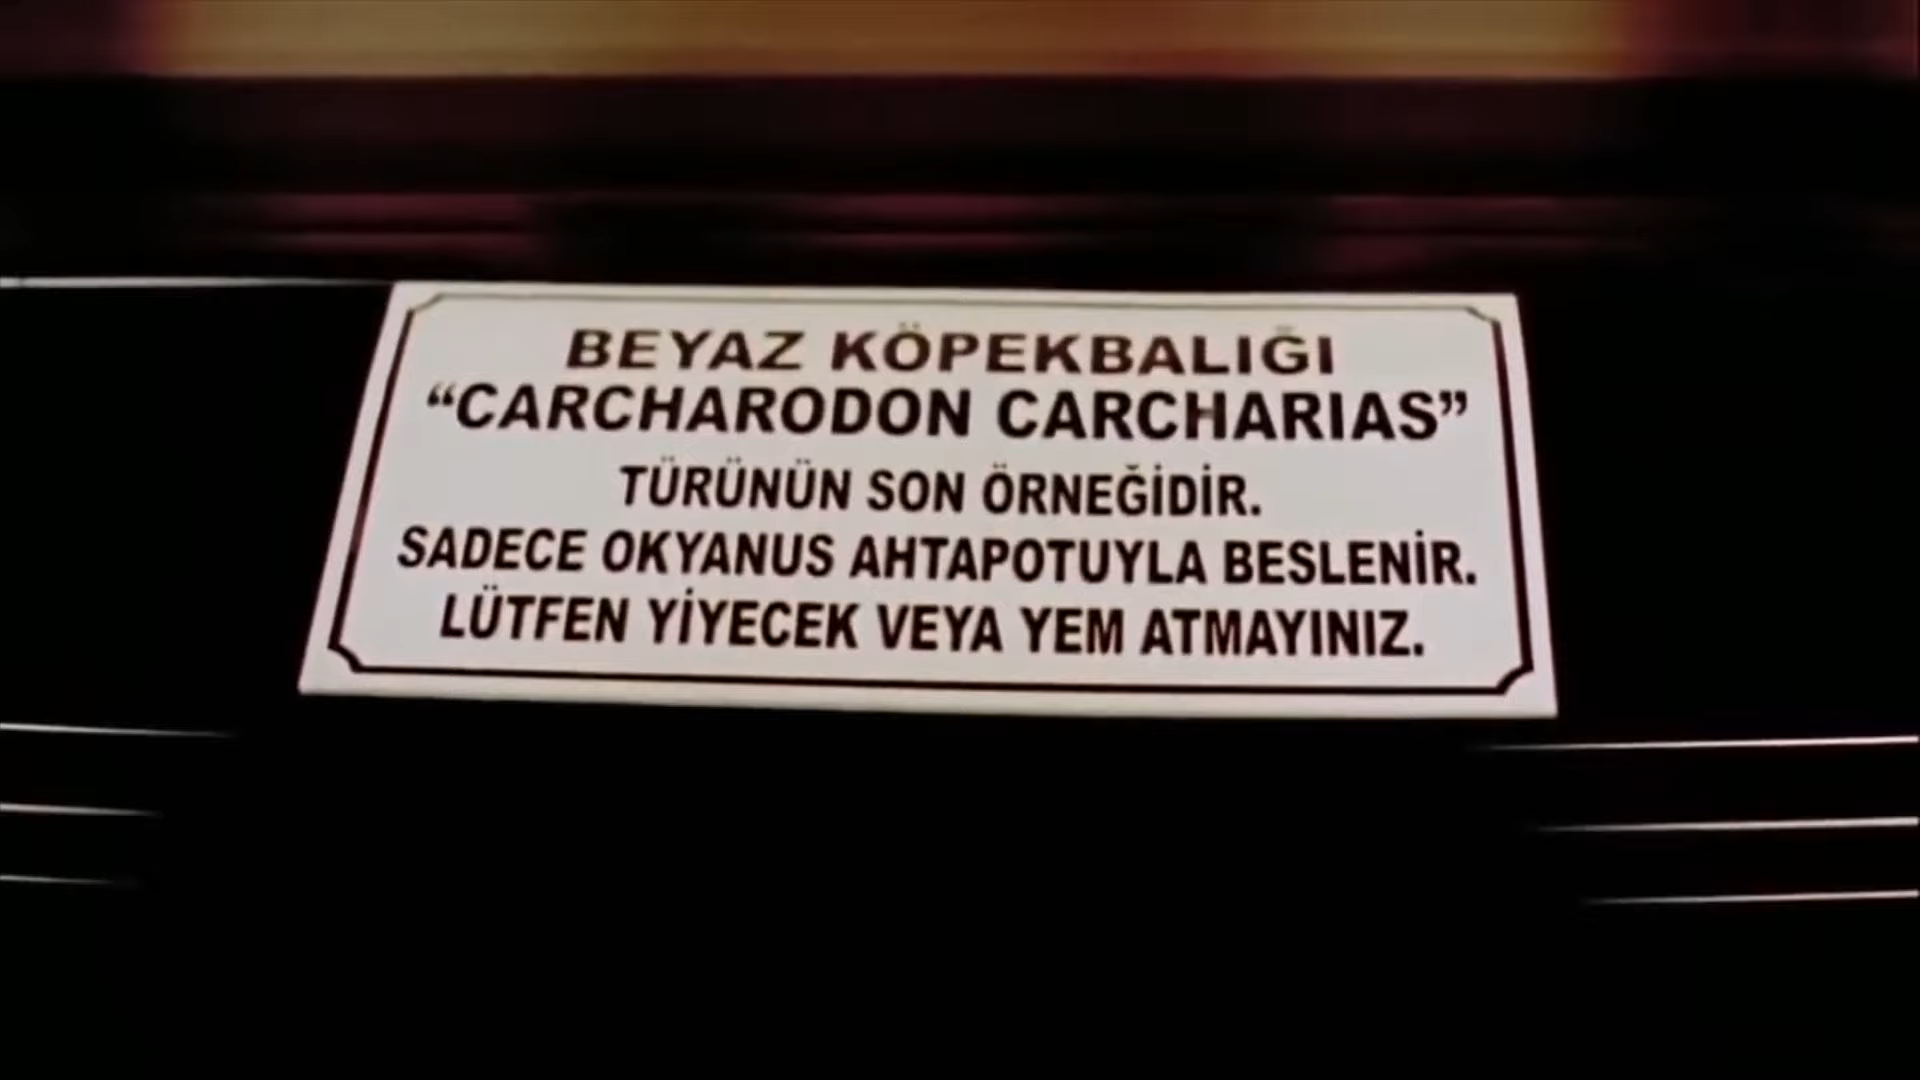 BEYAZ KÖPEKBALIĞI
“CARCHARODON CARCHARIAS”
TÜRÜNÜN SON ÖRNEĞİDİR.
SADECE OKYANUS AHTAPOTUYLA BESLENİR.
LÜTFEN YİYECEK VEYA YEM ATMAYINIZ.